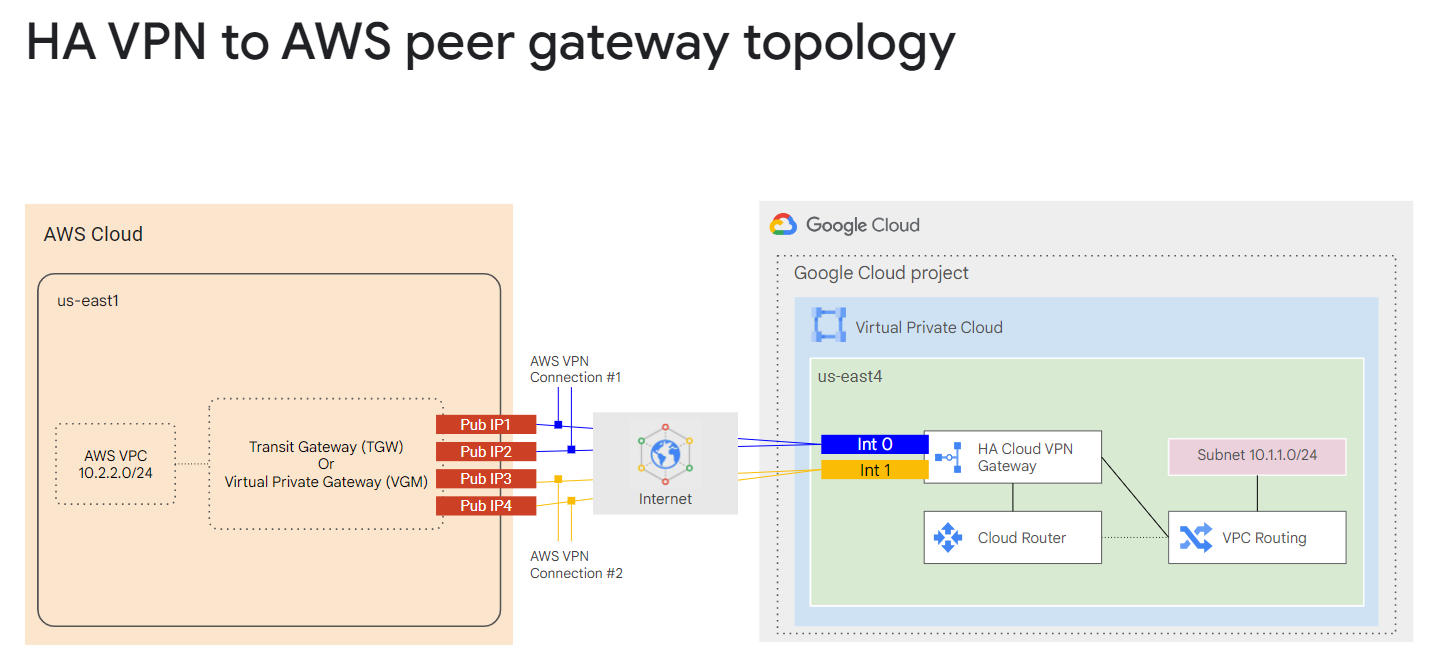 HA VPN to AWS peer gateway topology
AWS Cloud
us-east1
AWS VPC
10.2.2.0/24
Transit Gateway (TGW)
Or
Virtual Private Gateway (VGM)
Pub IP1
Pub IP2
Pub IP3
Pub IP4
AWS VPN
Connection #1
AWS VPN
Connection #2
Internet
Google Cloud
Google Cloud project
Virtual Private Cloud
us-east4
Int 0
Int 1
HA Cloud VPN
Gateway
Cloud Router
Subnet 10.1.1.0/24
VPC Routing